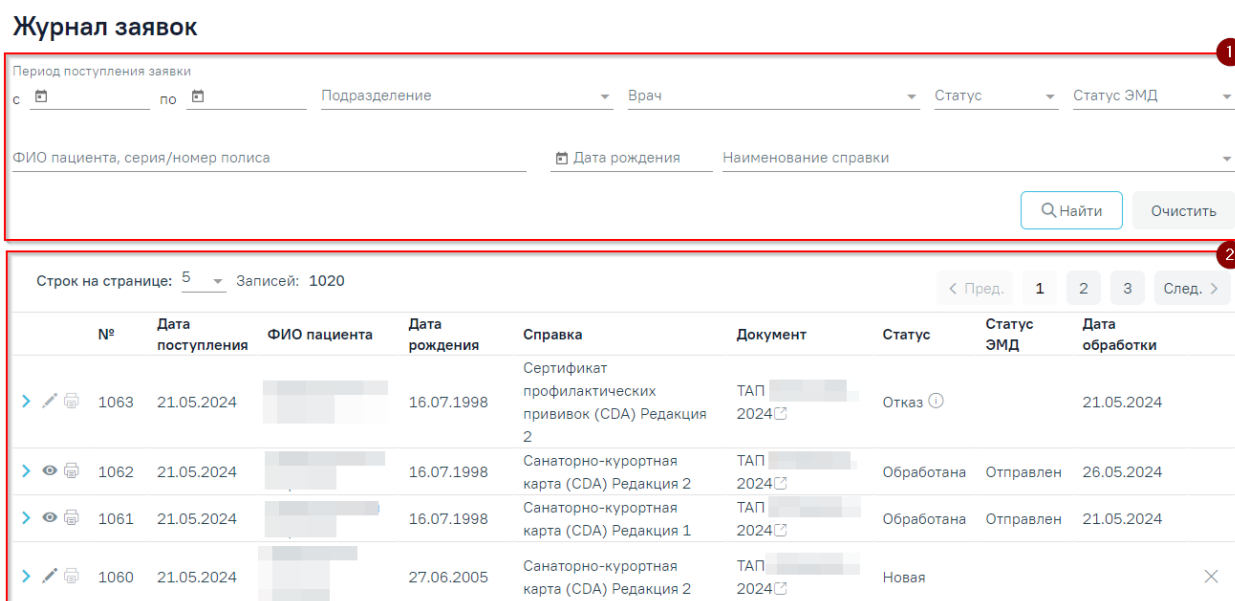 Журнал заявок
1
Период поступления заявки
с по Подразделение Врач Статус Статус ЭМД
ФИО пациента, серия/номер полиса Дата рождения Наименование справки
Найти Очистить
2
Строк на странице: 5 Записей: 1020 Пред. 1 2 3 След.
№ Дата поступления ФИО пациента Дата рождения Справка Документ Статус Статус ЭМД Дата обработки
1063 21.05.2024 16.07.1998 Сертификат профилактических прививок (CDA) Редакция 2 ТАП 2024 Отказ 21.05.2024
1062 21.05.2024 16.07.1998 Санаторно-курортная карта (CDA) Редакция 2 ТАП 2024 Обработана Отправлен 26.05.2024
1061 21.05.2024 16.07.1998 Санаторно-курортная карта (CDA) Редакция 1 ТАП 2024 Обработана Отправлен 21.05.2024
1060 21.05.2024 27.06.2005 Санаторно-курортная карта (CDA) Редакция 2 ТАП 2024 Новая